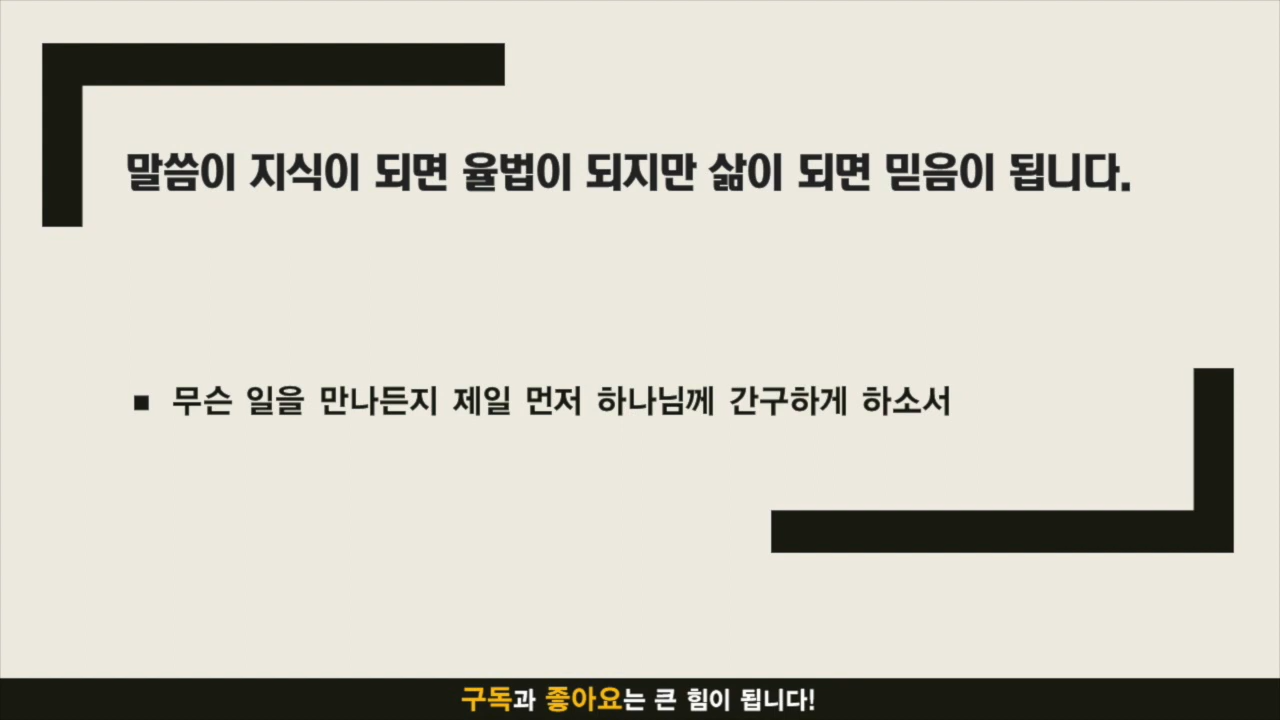 말씀이 지식이 되면 율법이 되지만 삶이 되면 믿음이 됩니다.
■ 무슨 일을 만나든지 제일 먼저 하나님께 간구하게 하소서
구독과 좋아요는 큰 힘이 됩니다!